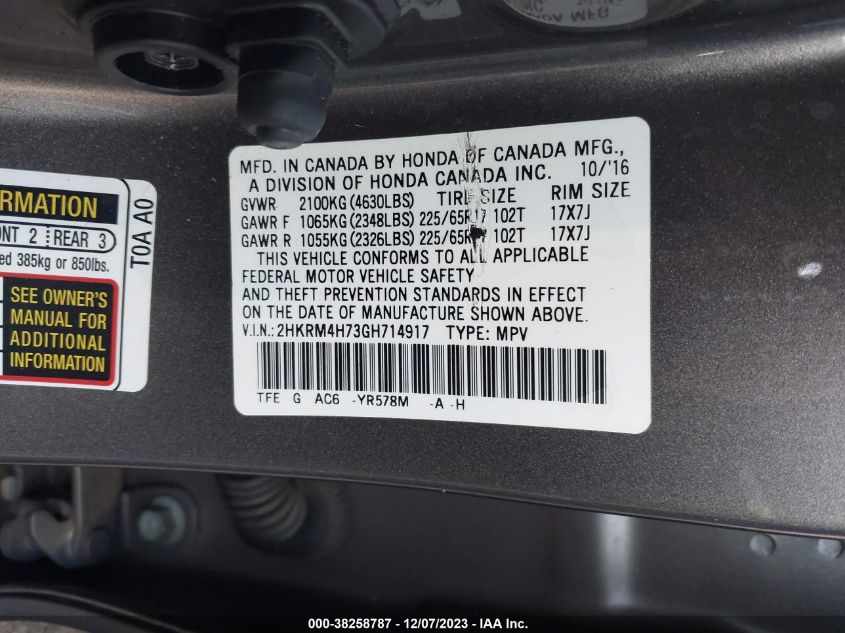 ADA MFG
MFD. IN CANADA BY HONDA OF CANADA MFG.,
A DIVISION OF HONDA CANADA INC. 10/'16
GVWR 2100KG(4630LBS) TIRE SIZE RIM SIZE
GAWR F 1065KG(2348LBS) 225/65R17 102T 17X7J
GAWR R 1055KG(2326LBS) 225/65R 102T 17X7J
THIS VEHICLE CONFORMS TO ALL APPLICABLE
FEDERAL MOTOR VEHICLE SAFETY
AND THEFT PREVENTION STANDARDS IN EFFECT
ON THE DATE OF MANUFACTURE SHOWN ABOVE.
V.I.N.: 2HKRM4H73GH714917 TYPE: MPV
TFE G AC6 -YR578M -A -H
RMATION
ONT 2 REAR 3
ed 385kg or 850lbs.
SEE OWNER'S
MANUAL FOR
ADDITIONAL
INFORMATION
T0A A0
000-38258787 - 12/07/2023 - IAA Inc.